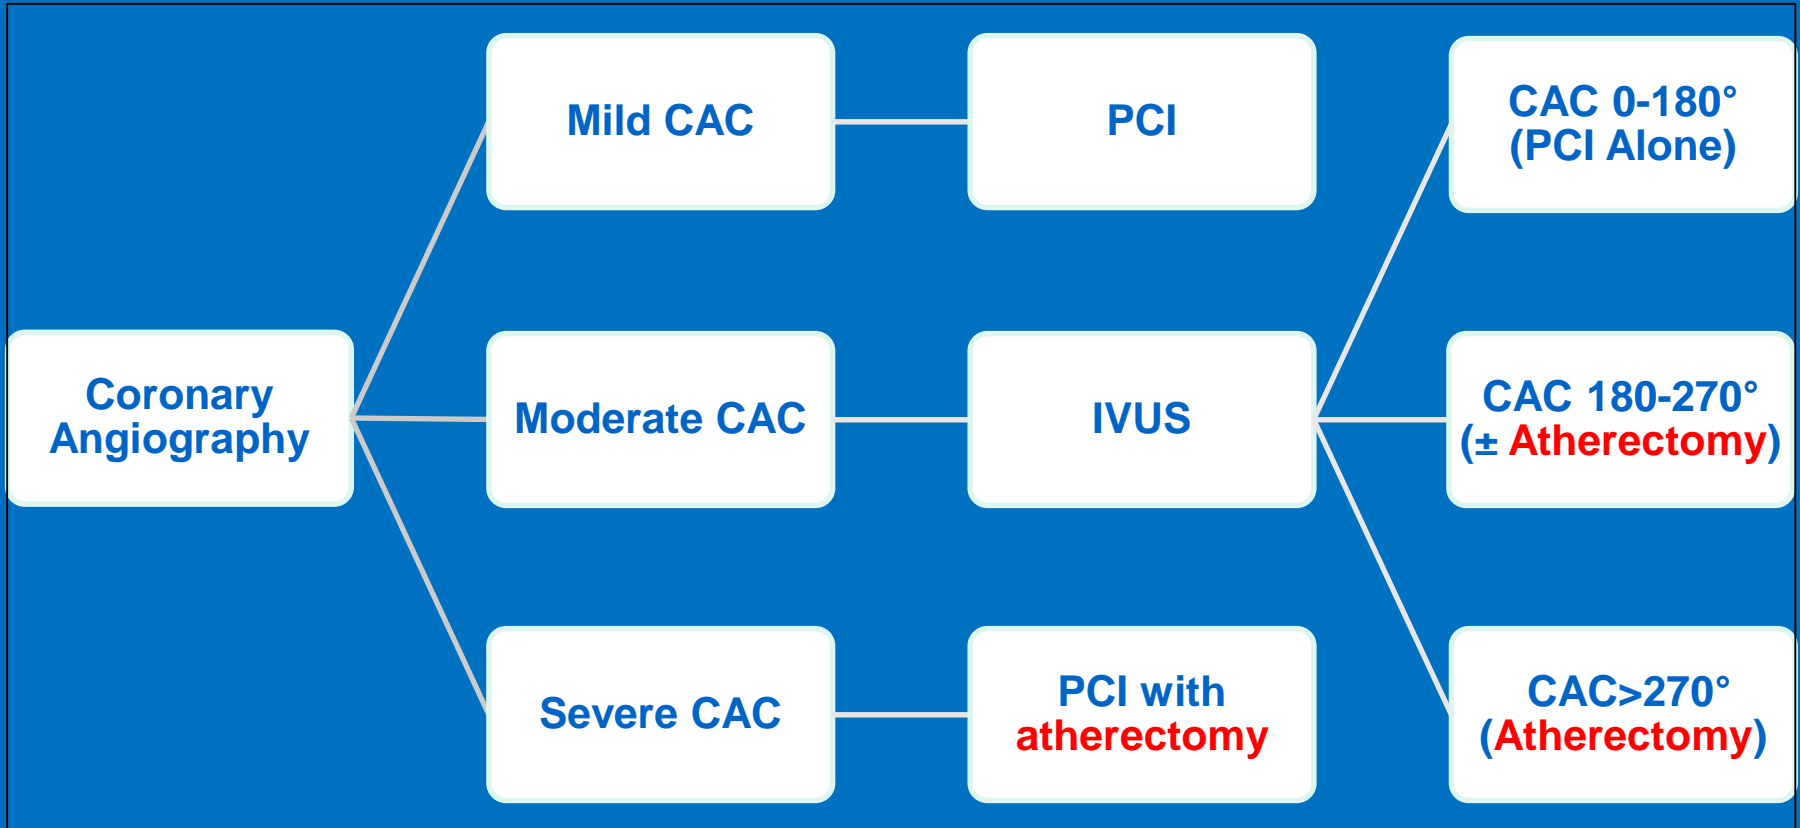 Coronary
Angiography
Mild CAC
PCI
Moderate CAC
IVUS
Severe CAC
PCI with
atherectomy
CAC 0-180°
(PCI Alone)
CAC 180-270°
(± Atherectomy)
CAC>270°
(Atherectomy)